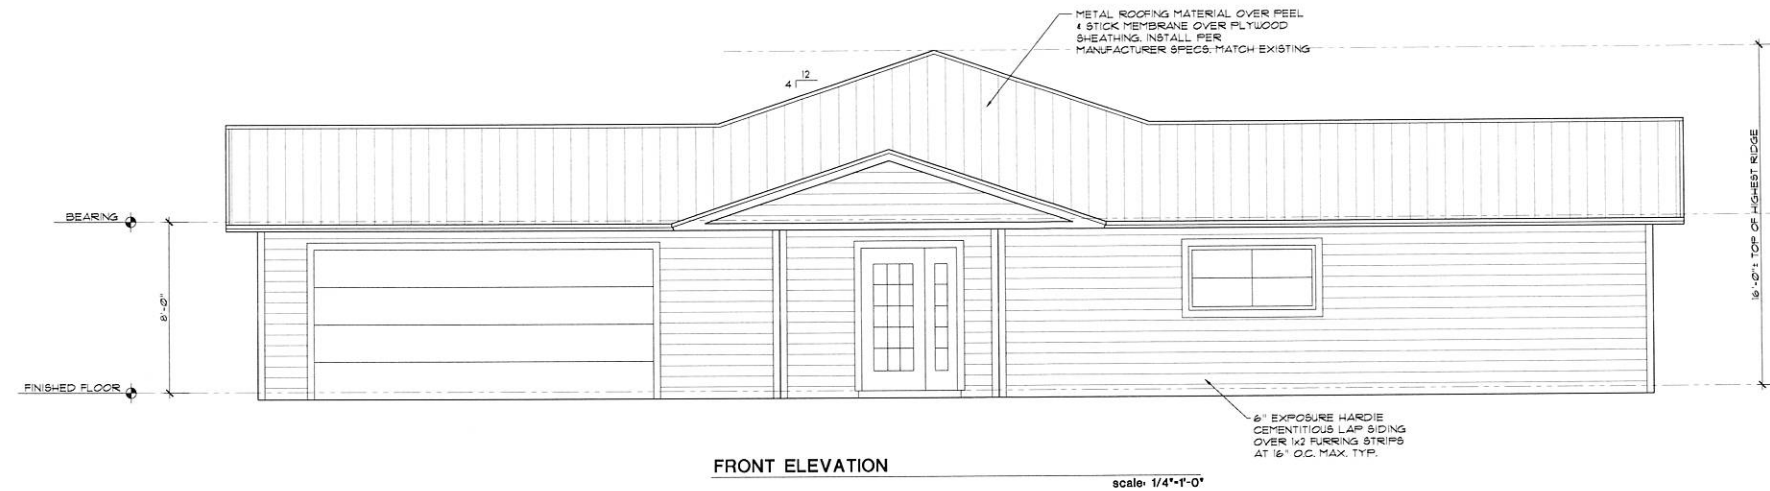 METAL ROOFING MATERIAL OVER PEEL
& STICK MEMBRANE OVER PLYWOOD
SHEATHING. INSTALL PER
MANUFACTURER SPECS. MATCH EXISTING
12
4
BEARING
8'-0"
FINISHED FLOOR
16'-0"± TOP OF HIGHEST RIDGE
6" EXPOSURE HARDIE
CEMENTITIOUS LAP SIDING
OVER 1x2 FURRING STRIPS
AT 16" O.C. MAX. TYP.
FRONT ELEVATION
scale: 1/4"=1'-0"